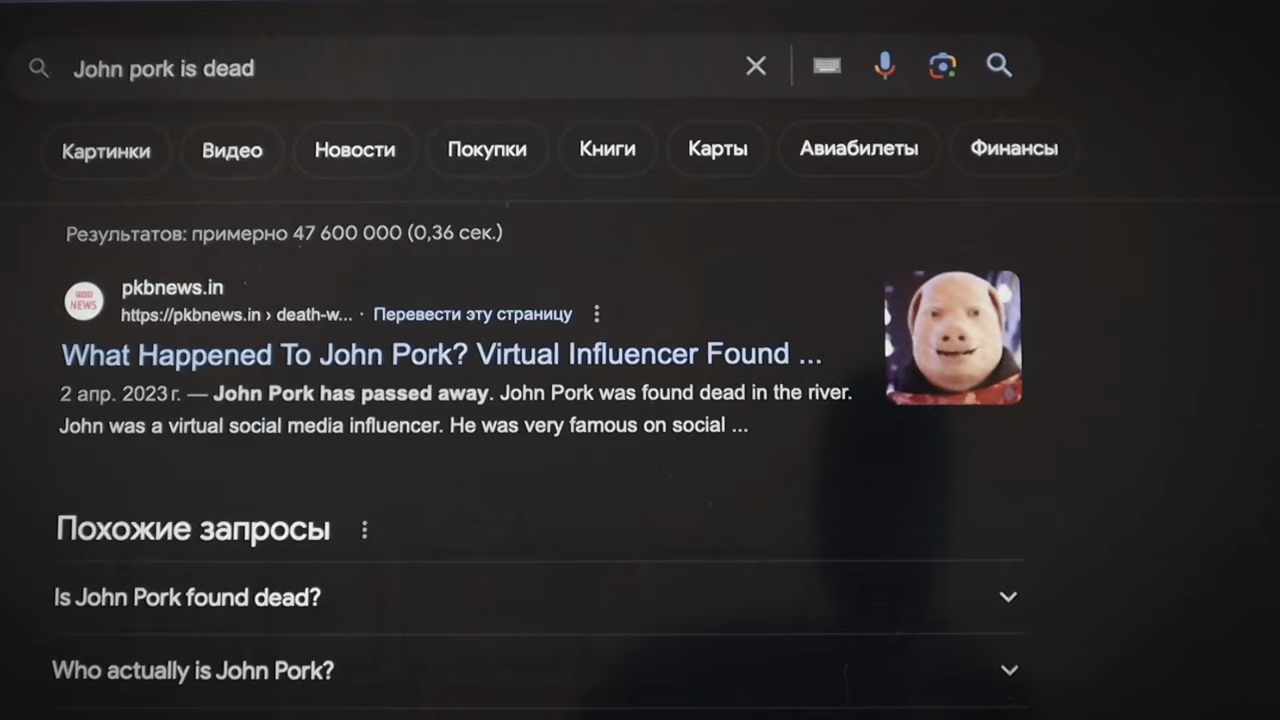 John pork is dead
Картинки Видео Новости Покупки Книги Карты Авиабилеты Финансы
Результатов: примерно 47 600 000 (0,36 сек.)
pkbnews.in
NEWS
https://pkbnews.in › death-w... · Перевести эту страницу
What Happened To John Pork? Virtual Influencer Found ...
2 апр. 2023 г. — John Pork has passed away. John Pork was found dead in the river.
John was a virtual social media influencer. He was very famous on social ...
Похожие запросы
Is John Pork found dead?
Who actually is John Pork?